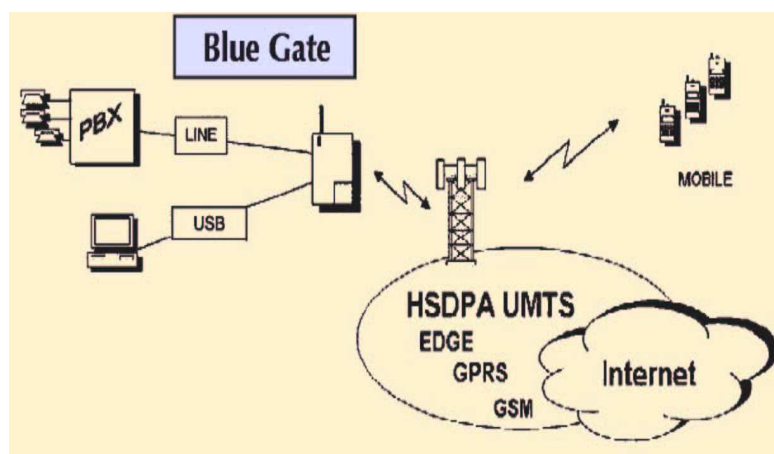 Blue Gate
PBX
LINE
USB
MOBILE
HSDPA UMTS
EDGE
GPRS
GSM
Internet